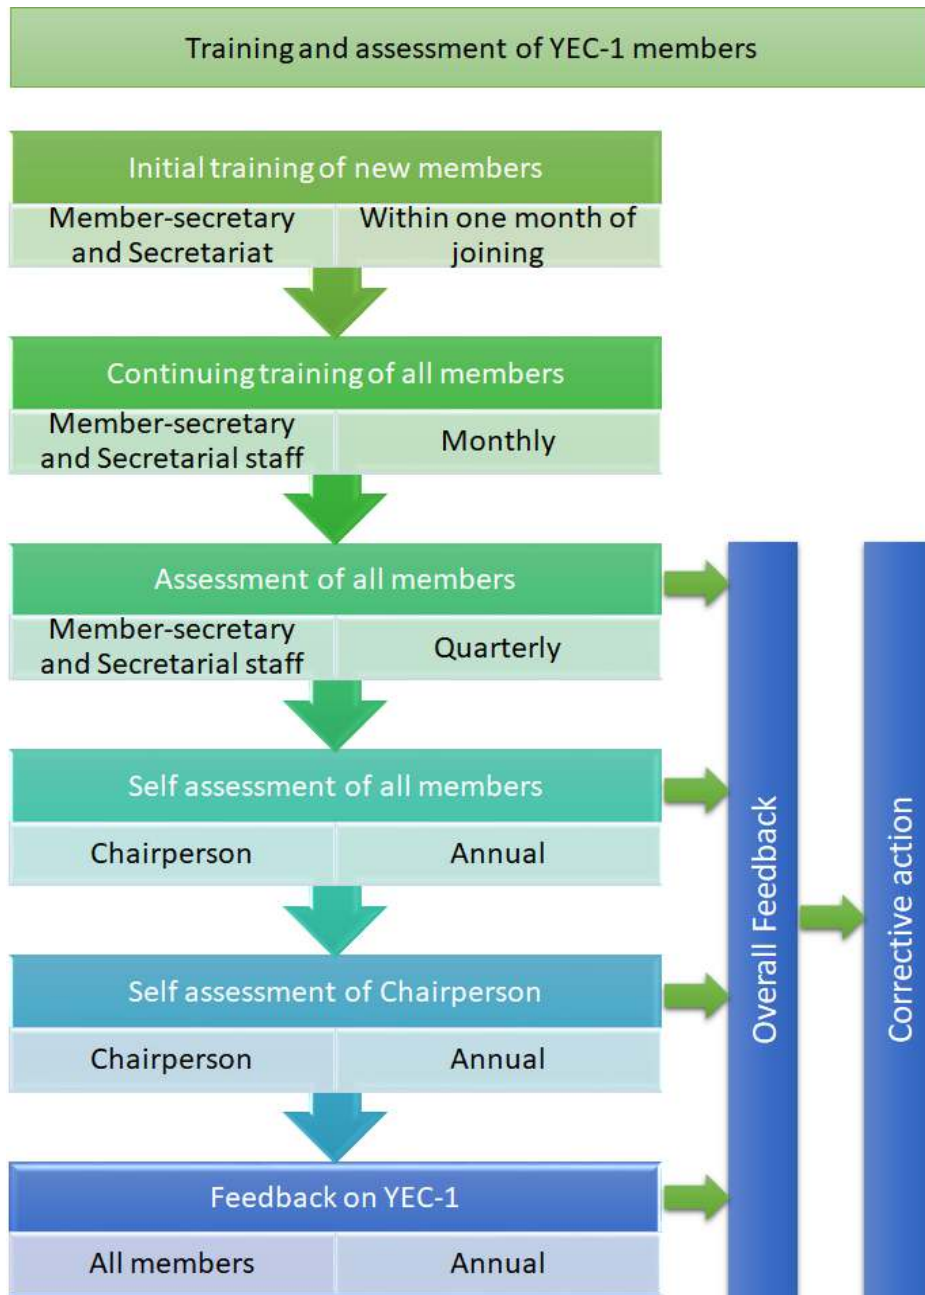 Training and assessment of YEC-1 members
Initial training of new members
Member-secretary
and Secretariat
Within one month of
joining
Continuing training of all members
Member-secretary
and Secretarial staff
Monthly
Assessment of all members
Member-secretary
and Secretarial staff
Quarterly
Self assessment of all members
Chairperson
Annual
Self assessment of Chairperson
Chairperson
Annual
Feedback on YEC-1
All members
Annual
Overall Feedback
Corrective action